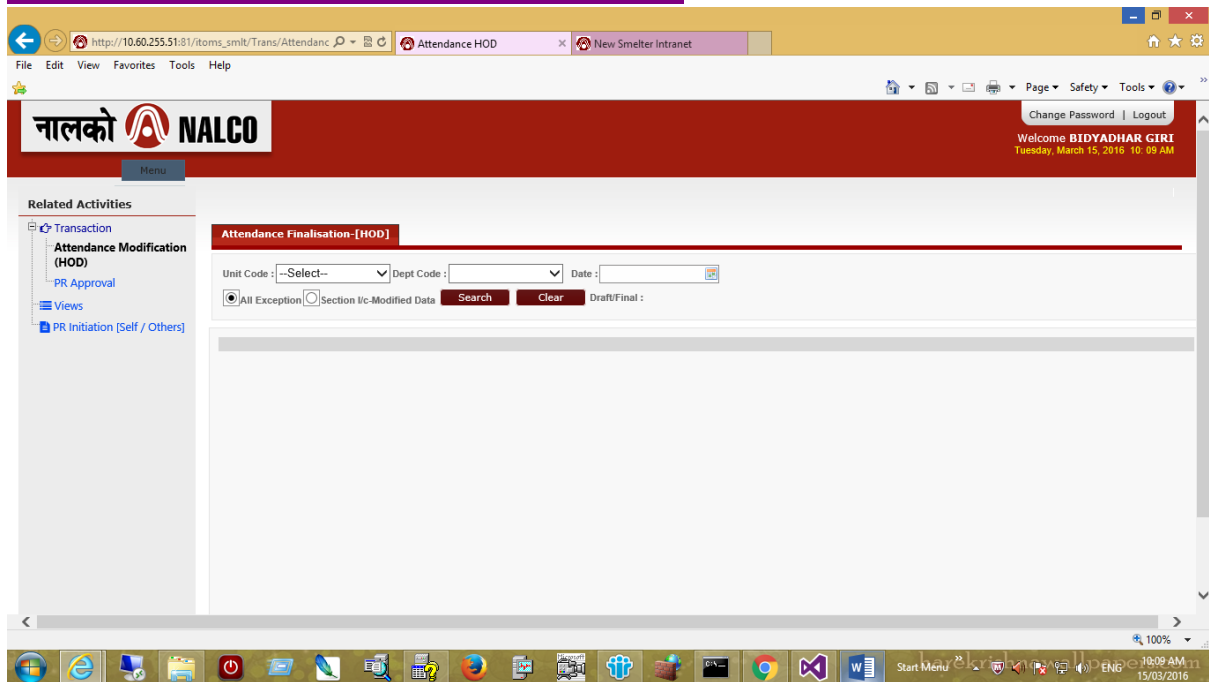 http://10.60.255.51:81/itoms_smlt/Trans/Attendanc
Attendance HOD
New Smelter Intranet
File Edit View Favorites Tools Help
Page Safety Tools
नालको NALCO
Change Password | Logout
Welcome BIDYADHAR GIRI
Tuesday, March 15, 2016 10: 09 AM
Menu
Related Activities
Transaction
Attendance Modification
(HOD)
PR Approval
Views
PR Initiation [Self / Others]
Attendance Finalisation-[HOD]
Unit Code : --Select-- Dept Code : Date :
All Exception Section I/c-Modified Data Search Clear Draft/Final :
100%
Start Menu ENG 10:09 AM
15/03/2016